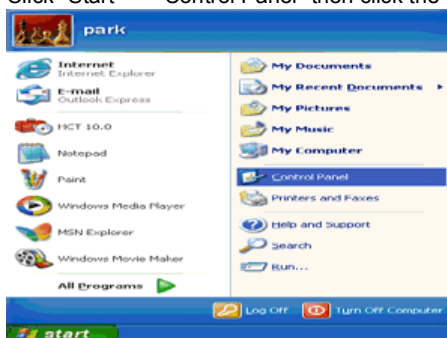 Click "Start" "Control Panel" then click the
park
Internet
Internet Explorer
E-mail
Outlook Express
HCT 10.0
Notepad
Paint
Windows Media Player
MSN Explorer
Windows Movie Maker
All Programs
My Documents
My Recent Documents
My Pictures
My Music
My Computer
Control Panel
Printers and Faxes
Help and Support
Search
Run...
Log Off
Turn Off Computer
start